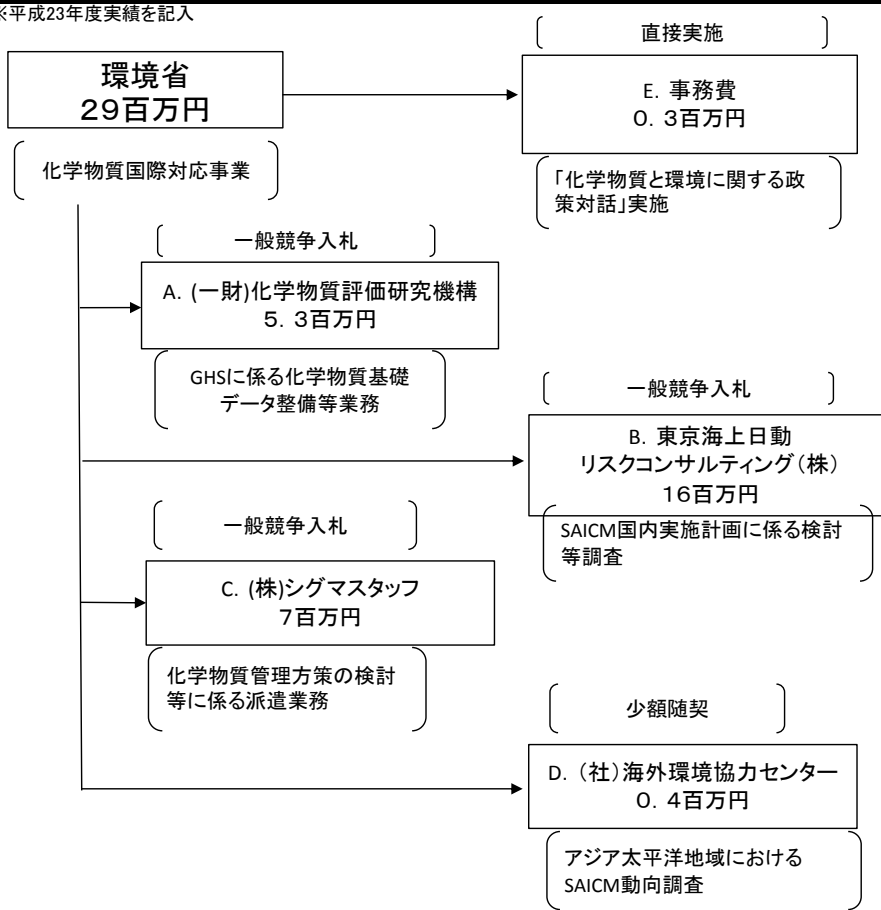 ※平成23年度実績を記入
環境省
29百万円
化学物質国際対応事業
直接実施
E. 事務費
0. 3百万円
「化学物質と環境に関する政
策対話」実施
一般競争入札
A. (一財)化学物質評価研究機構
5. 3百万円
GHSに係る化学物質基礎
データ整備等業務
一般競争入札
B. 東京海上日動
リスクコンサルティング(株)
16百万円
SAICM国内実施計画に係る検討
等調査
一般競争入札
C. (株)シグマスタッフ
7百万円
化学物質管理方策の検討
等に係る派遣業務
少額随契
D. (社)海外環境協力センター
0. 4百万円
アジア太平洋地域における
SAICM動向調査